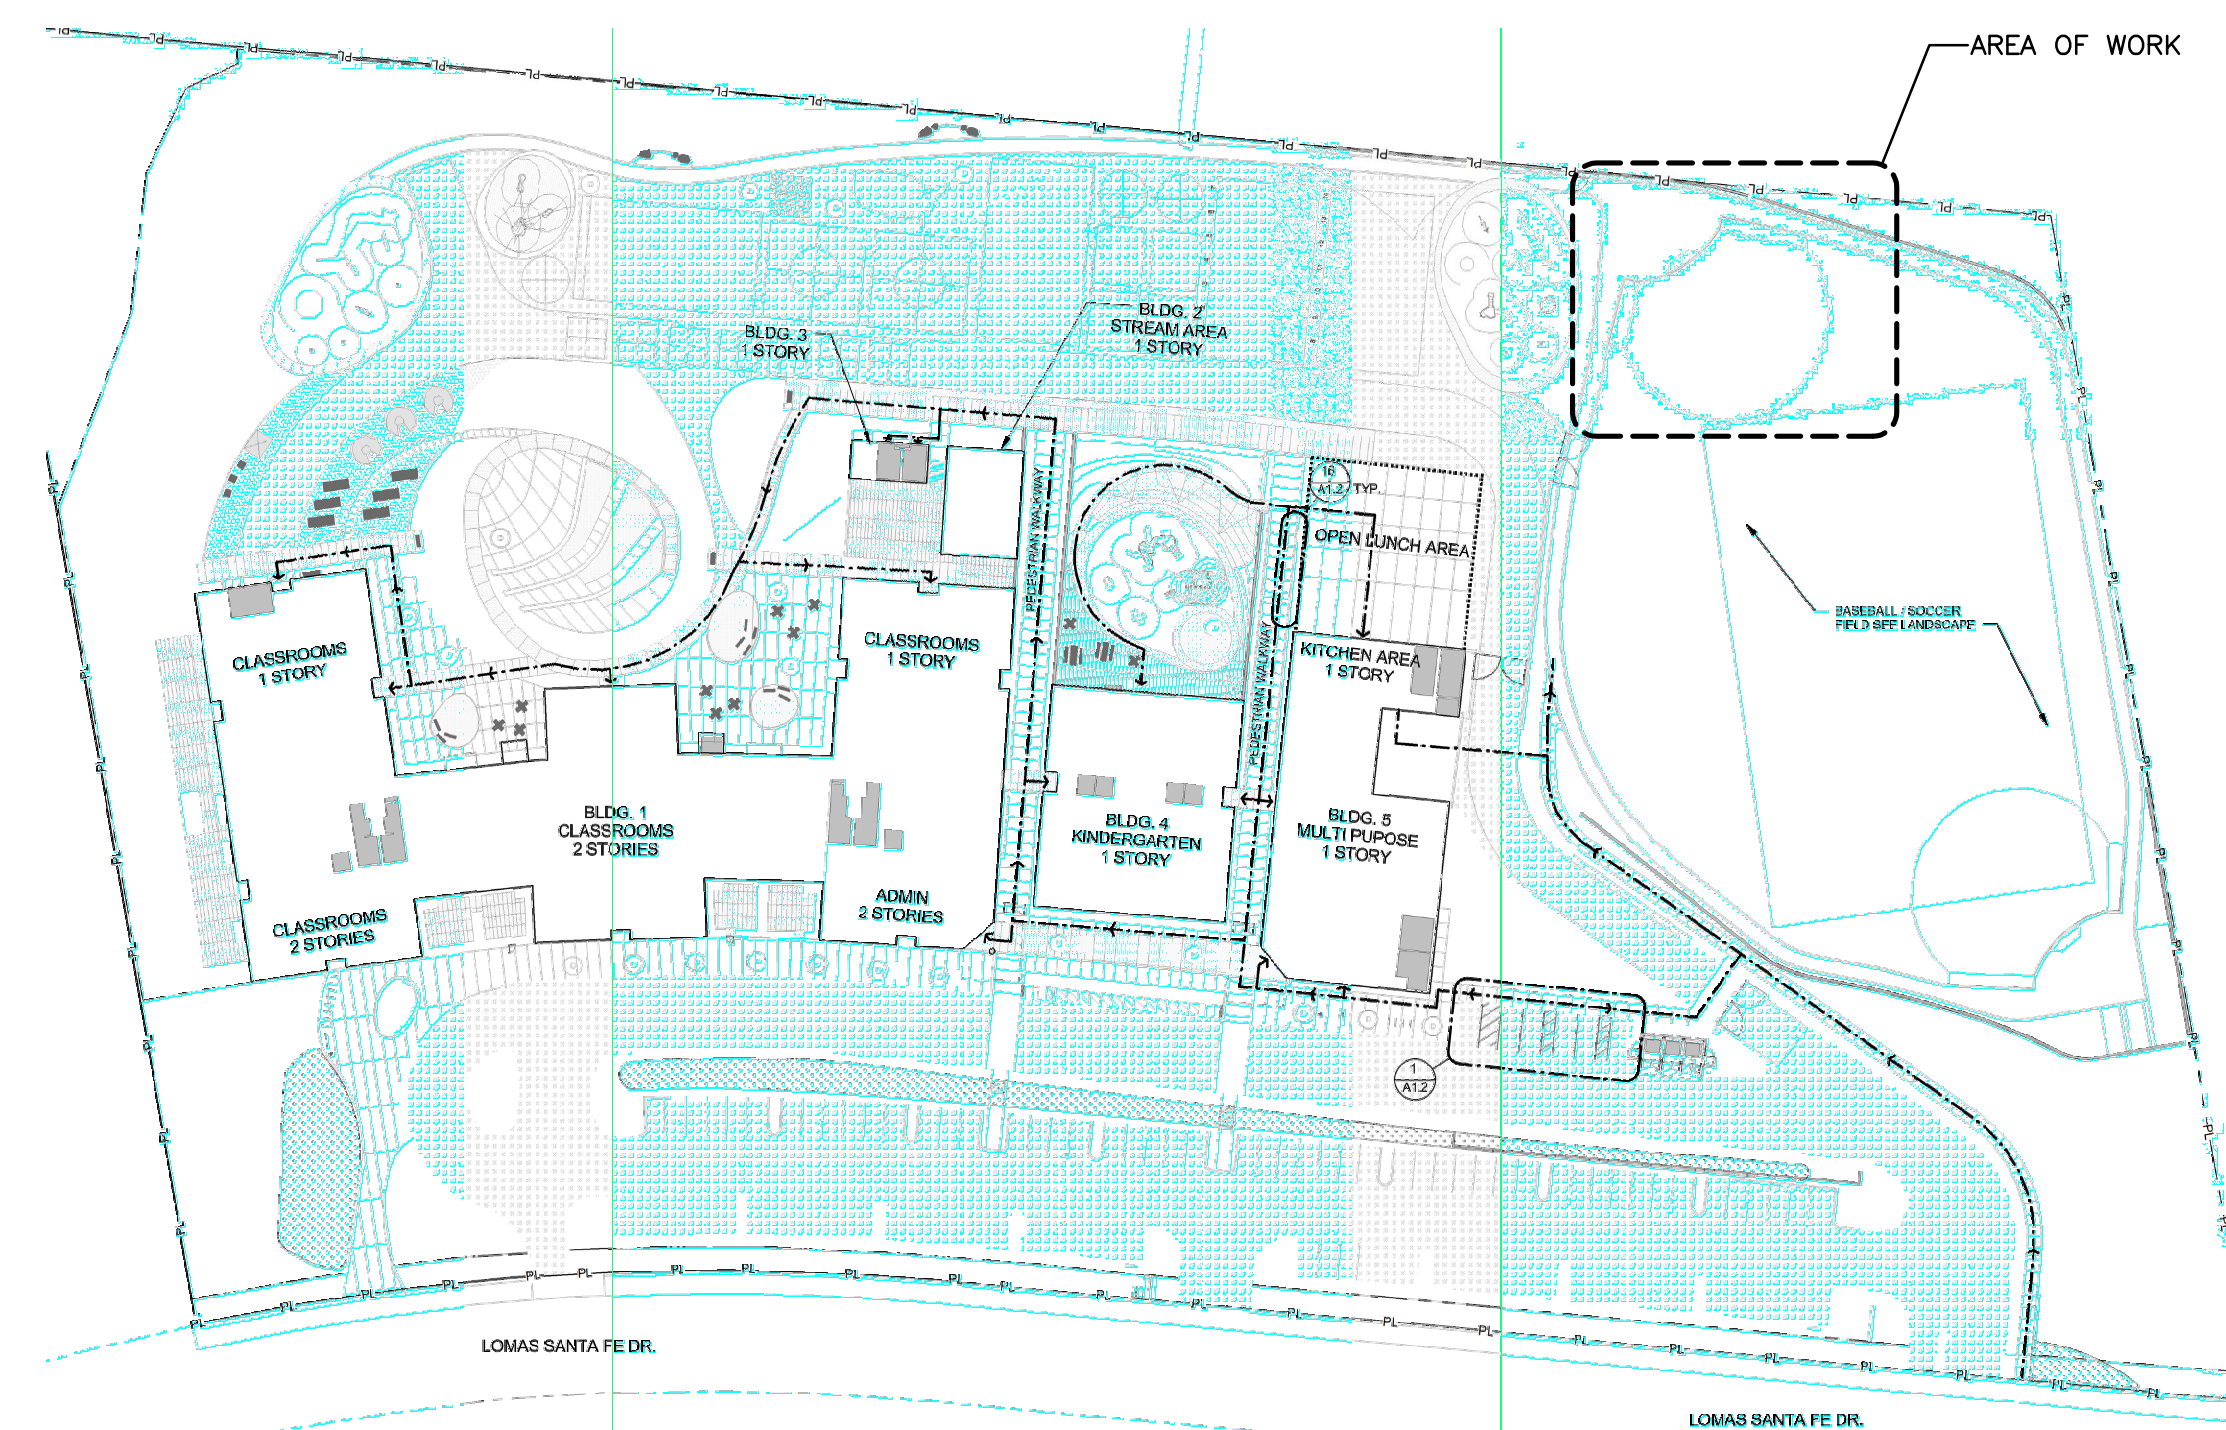 AREA OF WORK
BLDG. 3
1 STORY
BLDG. 2
STREAM AREA
1 STORY
16
A1.2
TYP.
OPEN LUNCH AREA
PEDESTRIAN WALKWAY
PEDESTRIAN WALKWAY
BASEBALL / SOCCER
FIELD SEE LANDSCAPE
CLASSROOMS
1 STORY
CLASSROOMS
1 STORY
KITCHEN AREA
1 STORY
BLDG. 1
CLASSROOMS
2 STORIES
BLDG. 4
KINDERGARTEN
1 STORY
BLDG. 5
MULTI PUPOSE
1 STORY
ADMIN
2 STORIES
CLASSROOMS
2 STORIES
1
A1.2
PL
LOMAS SANTA FE DR.
LOMAS SANTA FE DR.